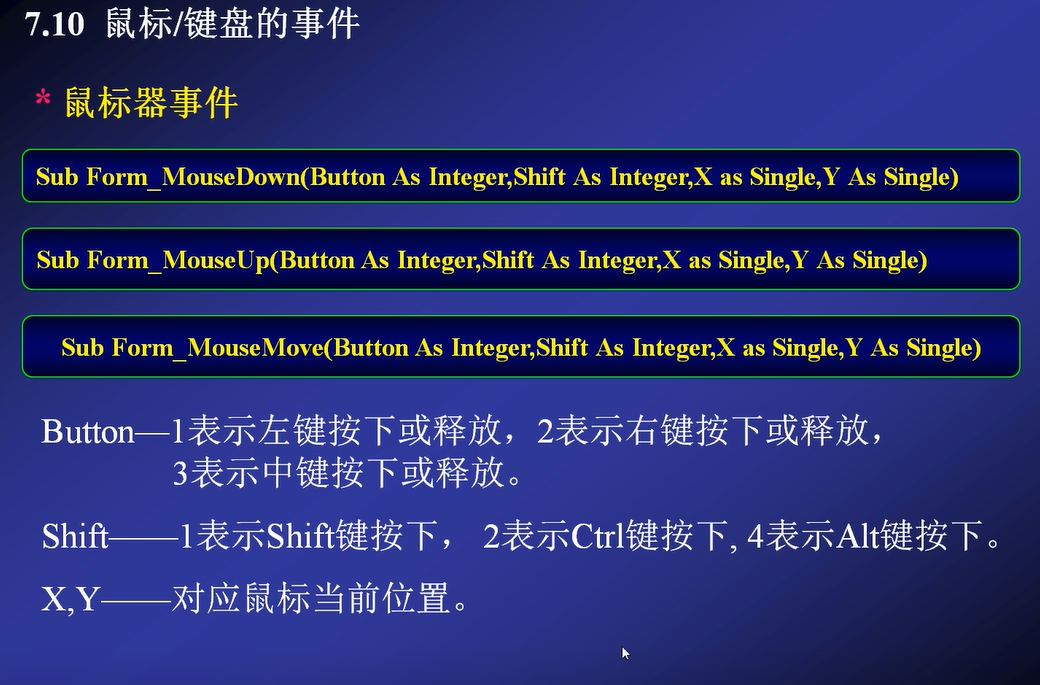 7.10 鼠标/键盘的事件
* 鼠标器事件
Sub Form_MouseDown(Button As Integer,Shift As Integer,X as Single,Y As Single)
Sub Form_MouseUp(Button As Integer,Shift As Integer,X as Single,Y As Single)
Sub Form_MouseMove(Button As Integer,Shift As Integer,X as Single,Y As Single)
Button—1表示左键按下或释放，2表示右键按下或释放，
3表示中键按下或释放。
Shift——1表示Shift键按下， 2表示Ctrl键按下, 4表示Alt键按下。
X,Y——对应鼠标当前位置。